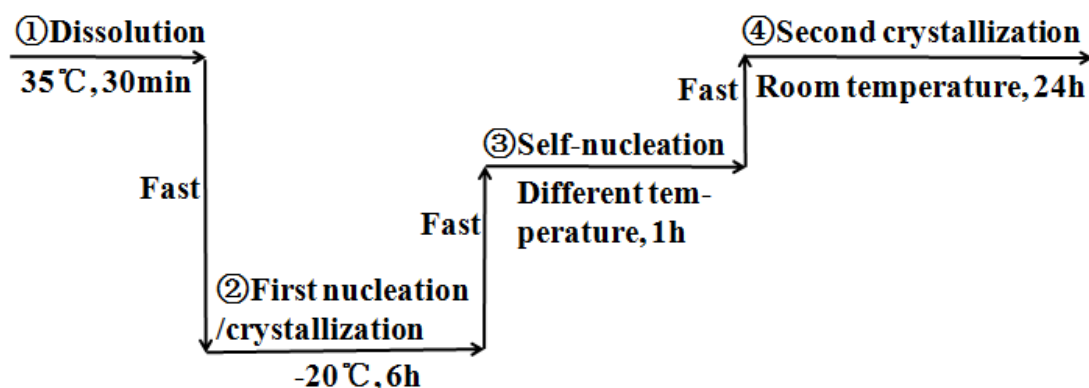 ①Dissolution
35℃,30min
Fast
②First nucleation
/crystallization
-20℃,6h
Fast
③Self-nucleation
Different tem-
perature, 1h
Fast
④Second crystallization
Room temperature, 24h